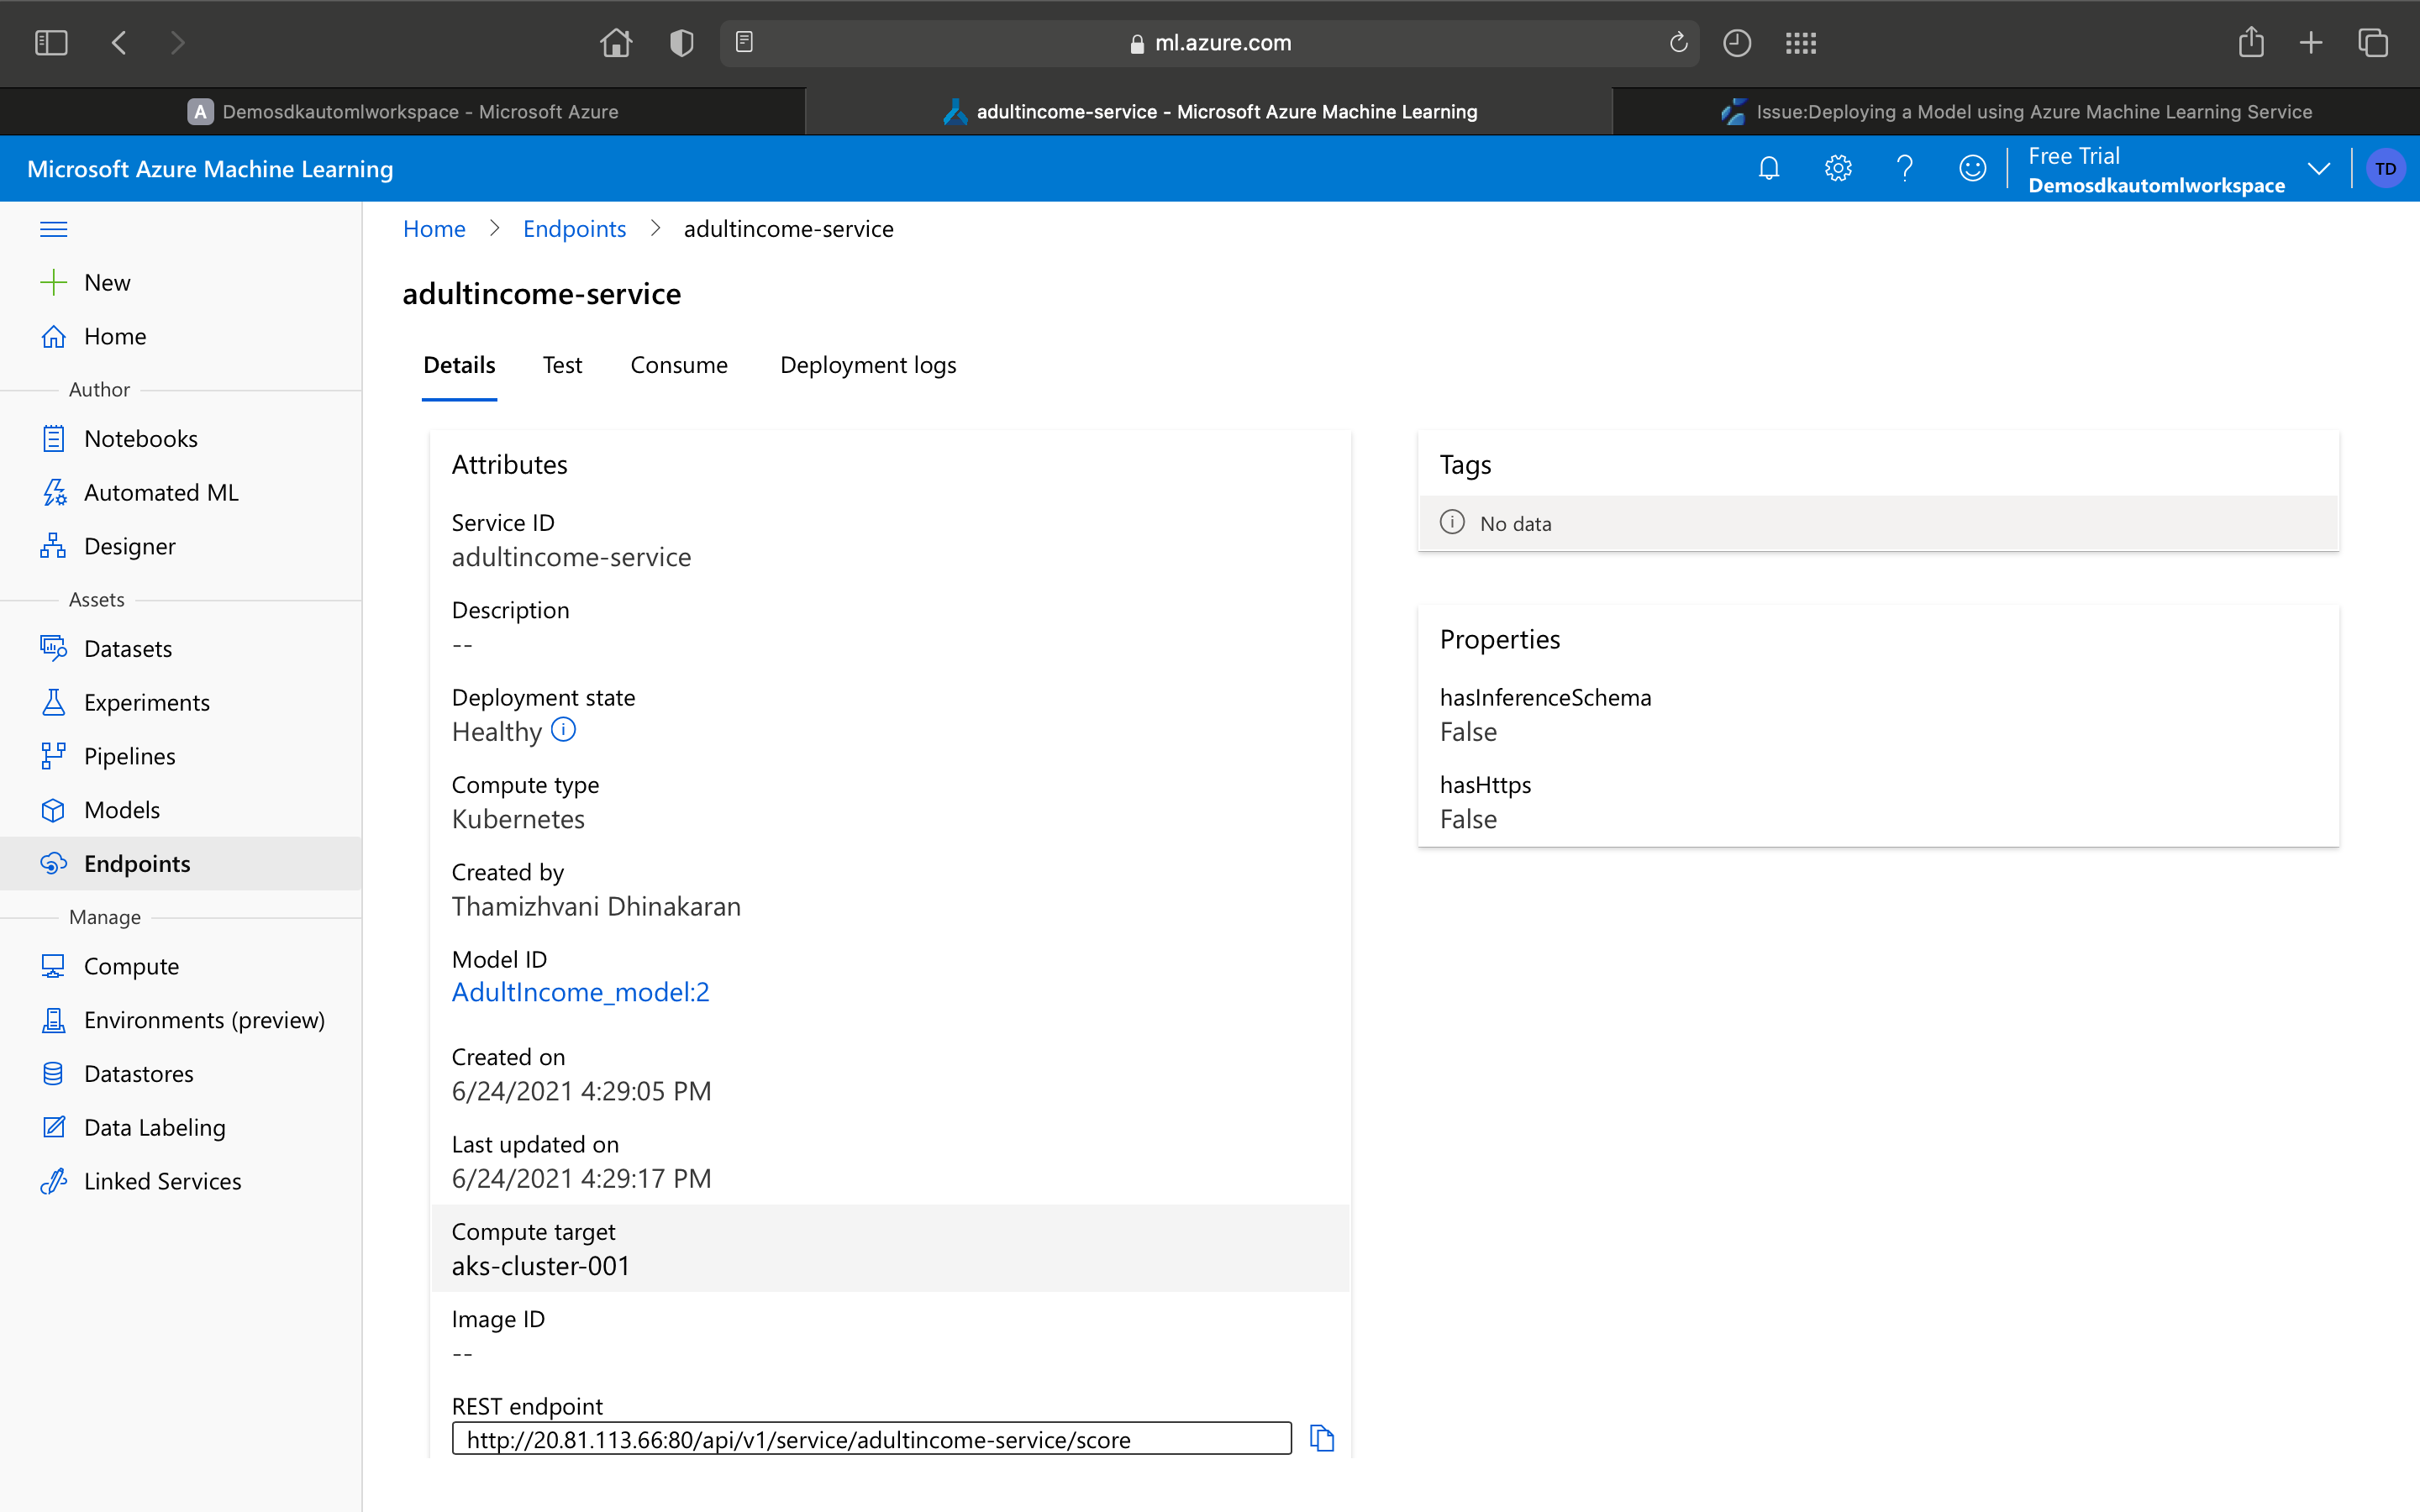 ml.azure.com
A Demosdkautomlworkspace - Microsoft Azure
adultincome-service - Microsoft Azure Machine Learning
Issue:Deploying a Model using Azure Machine Learning Service
Microsoft Azure Machine Learning
Free Trial
Demosdkautomlworkspace
TD
New
Home
Author
Notebooks
Automated ML
Designer
Assets
Datasets
Experiments
Pipelines
Models
Endpoints
Manage
Compute
Environments (preview)
Datastores
Data Labeling
Linked Services
Home > Endpoints > adultincome-service
adultincome-service
Details Test Consume Deployment logs
Attributes
Service ID
adultincome-service
Description
--
Deployment state
Healthy
Compute type
Kubernetes
Created by
Thamizhvani Dhinakaran
Model ID
AdultIncome_model:2
Created on
6/24/2021 4:29:05 PM
Last updated on
6/24/2021 4:29:17 PM
Compute target
aks-cluster-001
Image ID
--
REST endpoint
http://20.81.113.66:80/api/v1/service/adultincome-service/score
Tags
No data
Properties
hasInferenceSchema
False
hasHttps
False